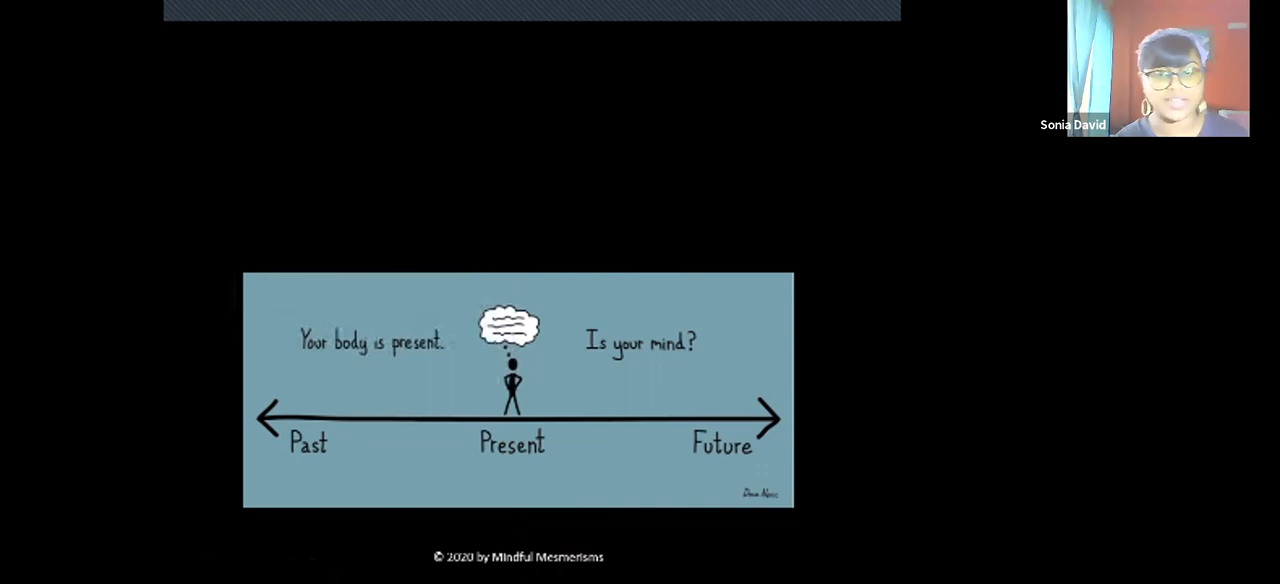 Sonia David
Your body is present.
Is your mind?
Past
Present
Future
© 2020 by Mindful Mesmerisms